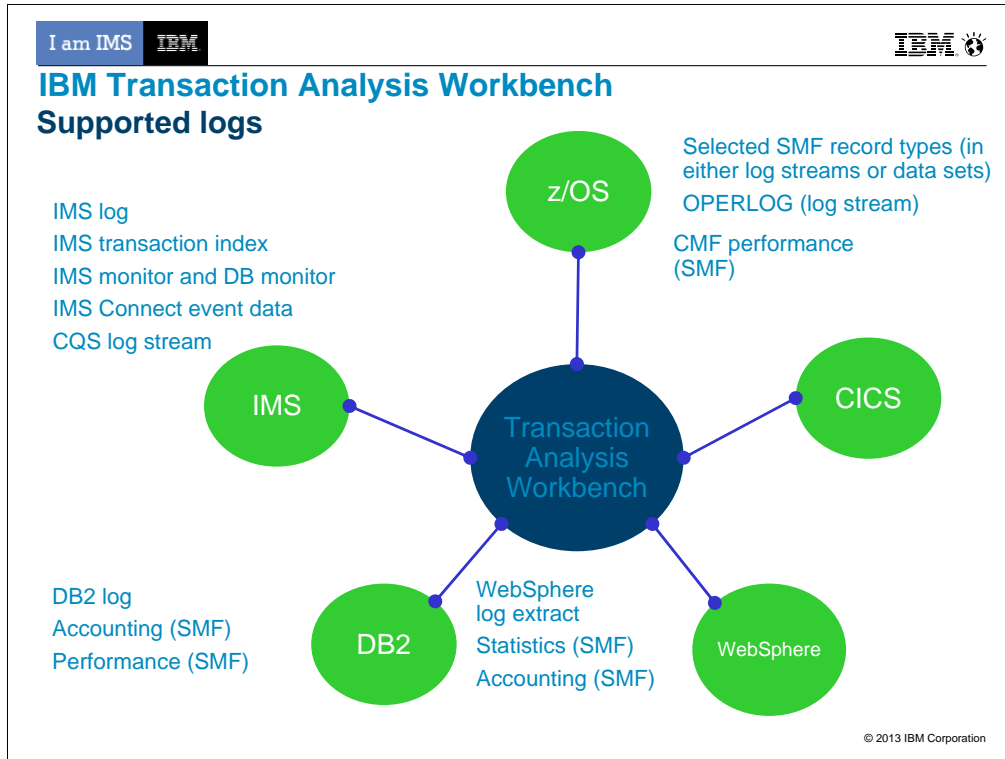 I am IMS
IBM
IBM
IBM Transaction Analysis Workbench
Supported logs
z/OS
Selected SMF record types (in
either log streams or data sets)
OPERLOG (log stream)
CMF performance
(SMF)
IMS log
IMS transaction index
IMS monitor and DB monitor
IMS Connect event data
CQS log stream
IMS
CICS
Transaction
Analysis
Workbench
DB2 log
Accounting (SMF)
Performance (SMF)
DB2
WebSphere
log extract
Statistics (SMF)
Accounting (SMF)
WebSphere
© 2013 IBM Corporation